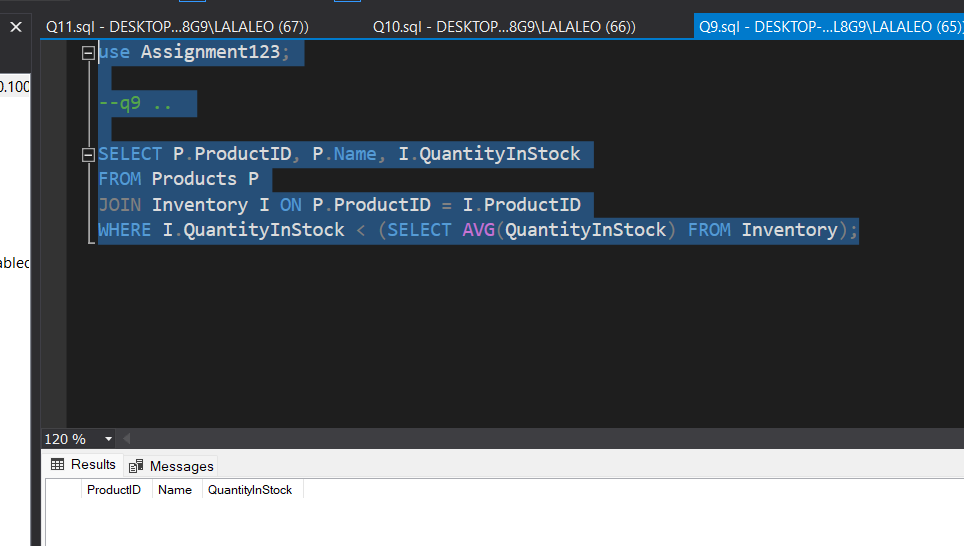 Q11.sql - DESKTOP...8G9\LALALEO (67))
Q10.sql - DESKTOP...8G9\LALALEO (66))
Q9.sql - DESKTOP-...L8G9\LALALEO (65))
0.100
abled
use Assignment123;
--q9 ..
SELECT P.ProductID, P.Name, I.QuantityInStock
FROM Products P
JOIN Inventory I ON P.ProductID = I.ProductID
WHERE I.QuantityInStock < (SELECT AVG(QuantityInStock) FROM Inventory);
120 %
Results Messages
ProductID Name QuantityInStock